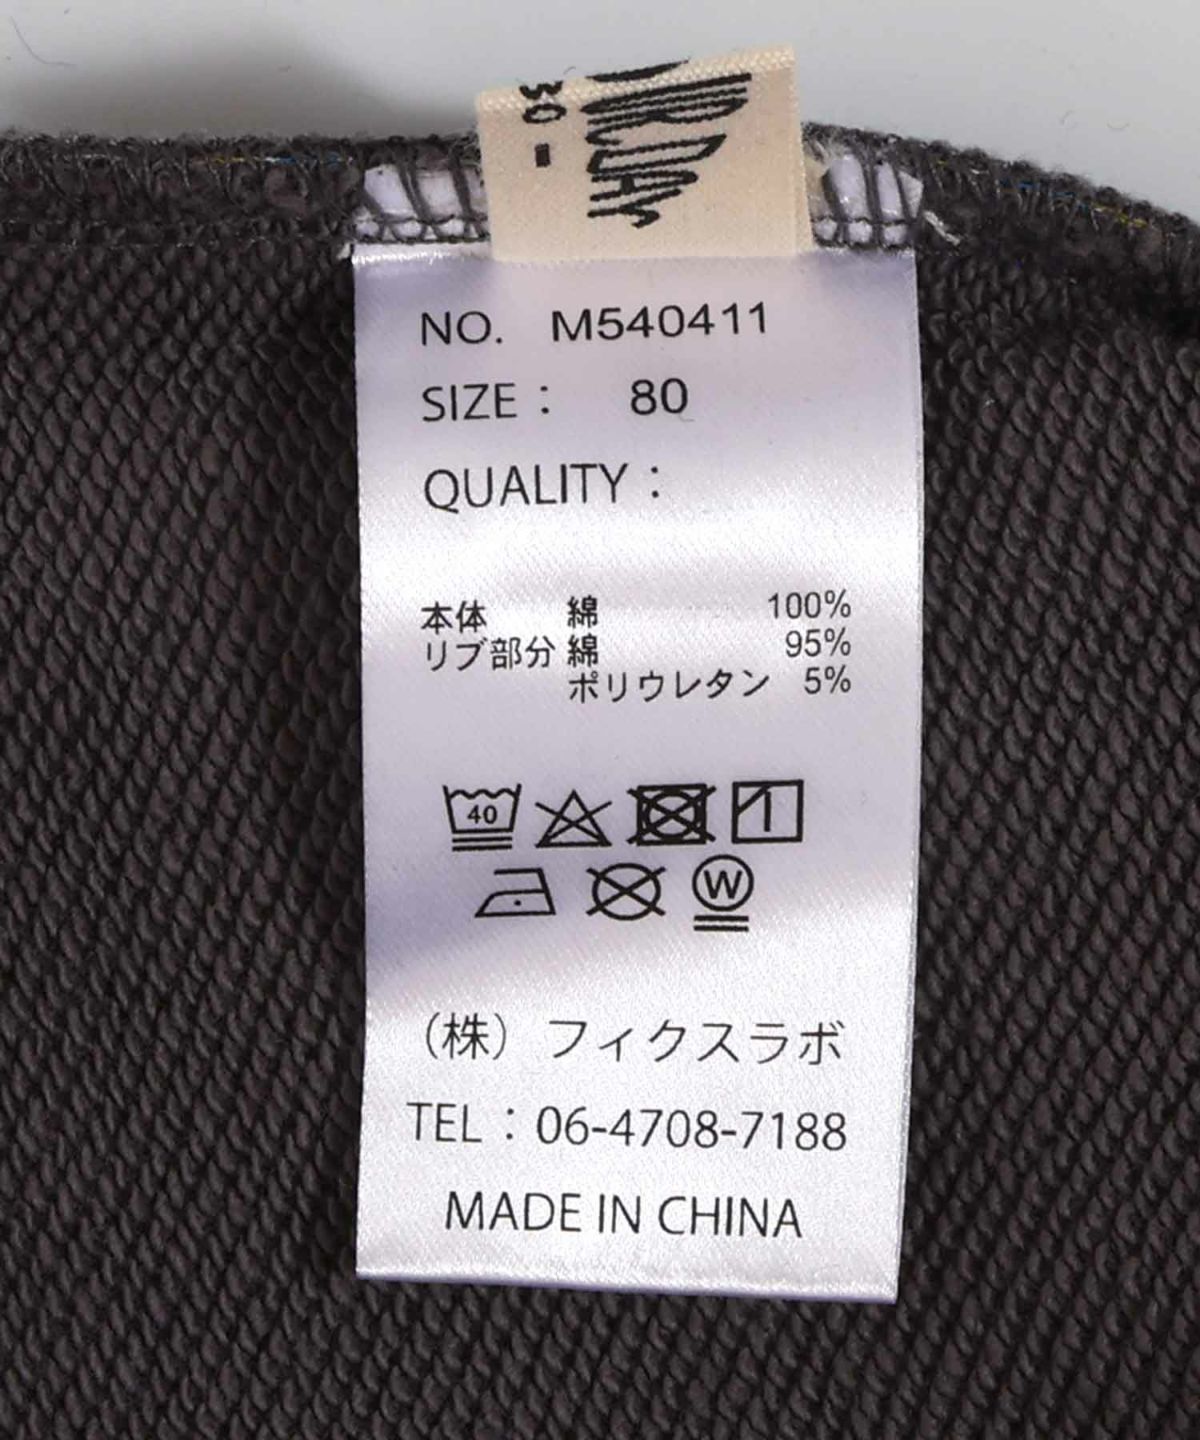 NO. M540411
SIZE : 80
QUALITY :
本体 綿 100%
リブ部分 綿 95%
ポリウレタン 5%
40
W
(株) フィクスラボ
TEL : 06-4708-7188
MADE IN CHINA